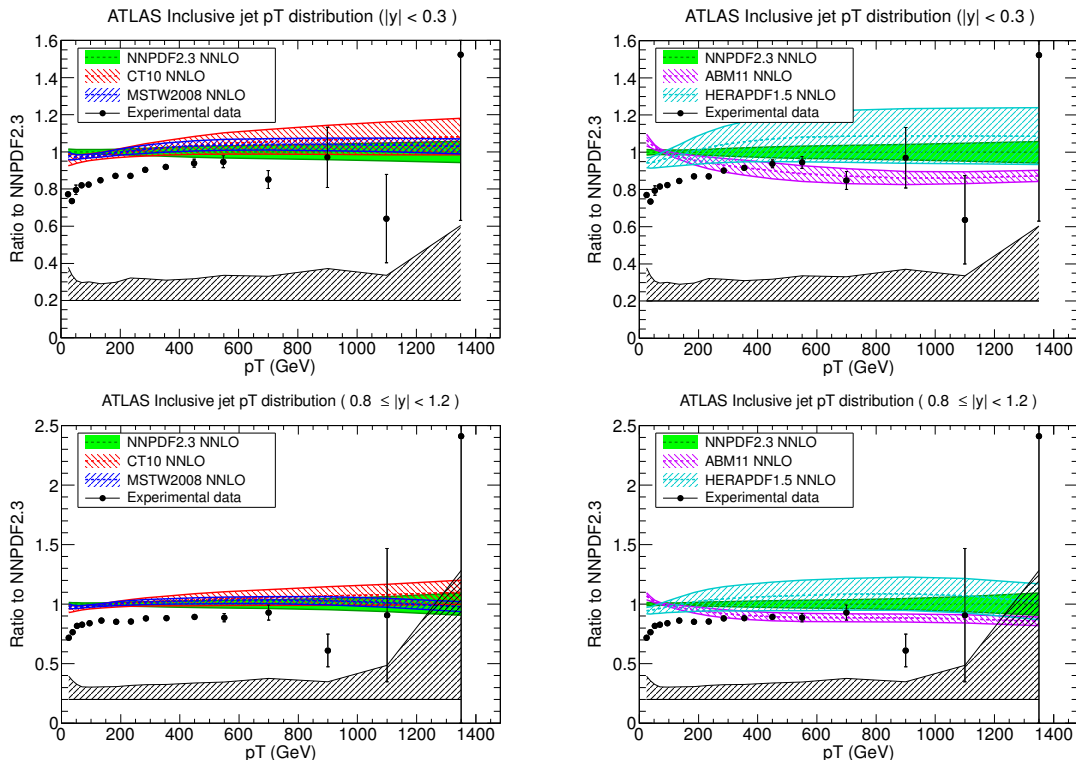 ATLAS Inclusive jet pT distribution (|y| < 0.3)
1.6
1.4
1.2
1
0.8
0.6
0.4
0.2
0
Ratio to NNPDF2.3
NNPDF2.3 NNLO
CT10 NNLO
MSTW2008 NNLO
Experimental data
0 200 400 600 800 1000 1200 1400
pT (GeV)
ATLAS Inclusive jet pT distribution (|y| < 0.3)
1.6
1.4
1.2
1
0.8
0.6
0.4
0.2
0
Ratio to NNPDF2.3
NNPDF2.3 NNLO
ABM11 NNLO
HERAPDF1.5 NNLO
Experimental data
0 200 400 600 800 1000 1200 1400
pT (GeV)
ATLAS Inclusive jet pT distribution ( 0.8 ≤ |y| < 1.2 )
2.5
2
1.5
1
0.5
0
Ratio to NNPDF2.3
NNPDF2.3 NNLO
CT10 NNLO
MSTW2008 NNLO
Experimental data
0 200 400 600 800 1000 1200 1400
pT (GeV)
ATLAS Inclusive jet pT distribution ( 0.8 ≤ |y| < 1.2 )
2.5
2
1.5
1
0.5
0
Ratio to NNPDF2.3
NNPDF2.3 NNLO
ABM11 NNLO
HERAPDF1.5 NNLO
Experimental data
0 200 400 600 800 1000 1200 1400
pT (GeV)